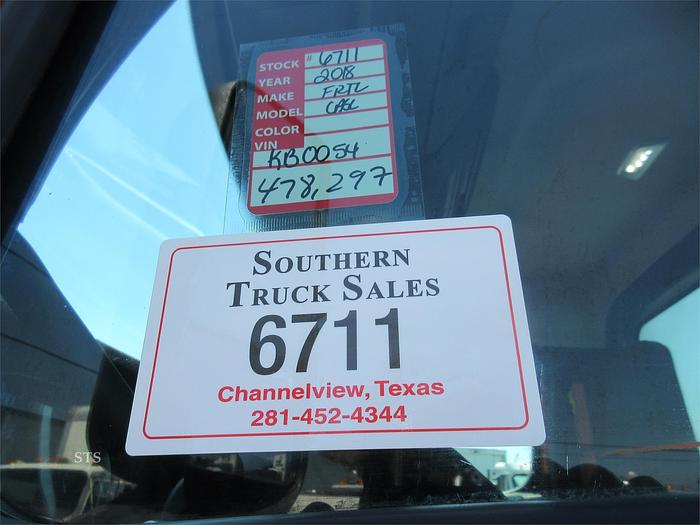 STOCK # 6711
YEAR 2018
MAKE FRTL
MODEL CASC
COLOR
VIN
KB0054
478,297
SOUTHERN
TRUCK SALES
6711
Channelview, Texas
281-452-4344
STS